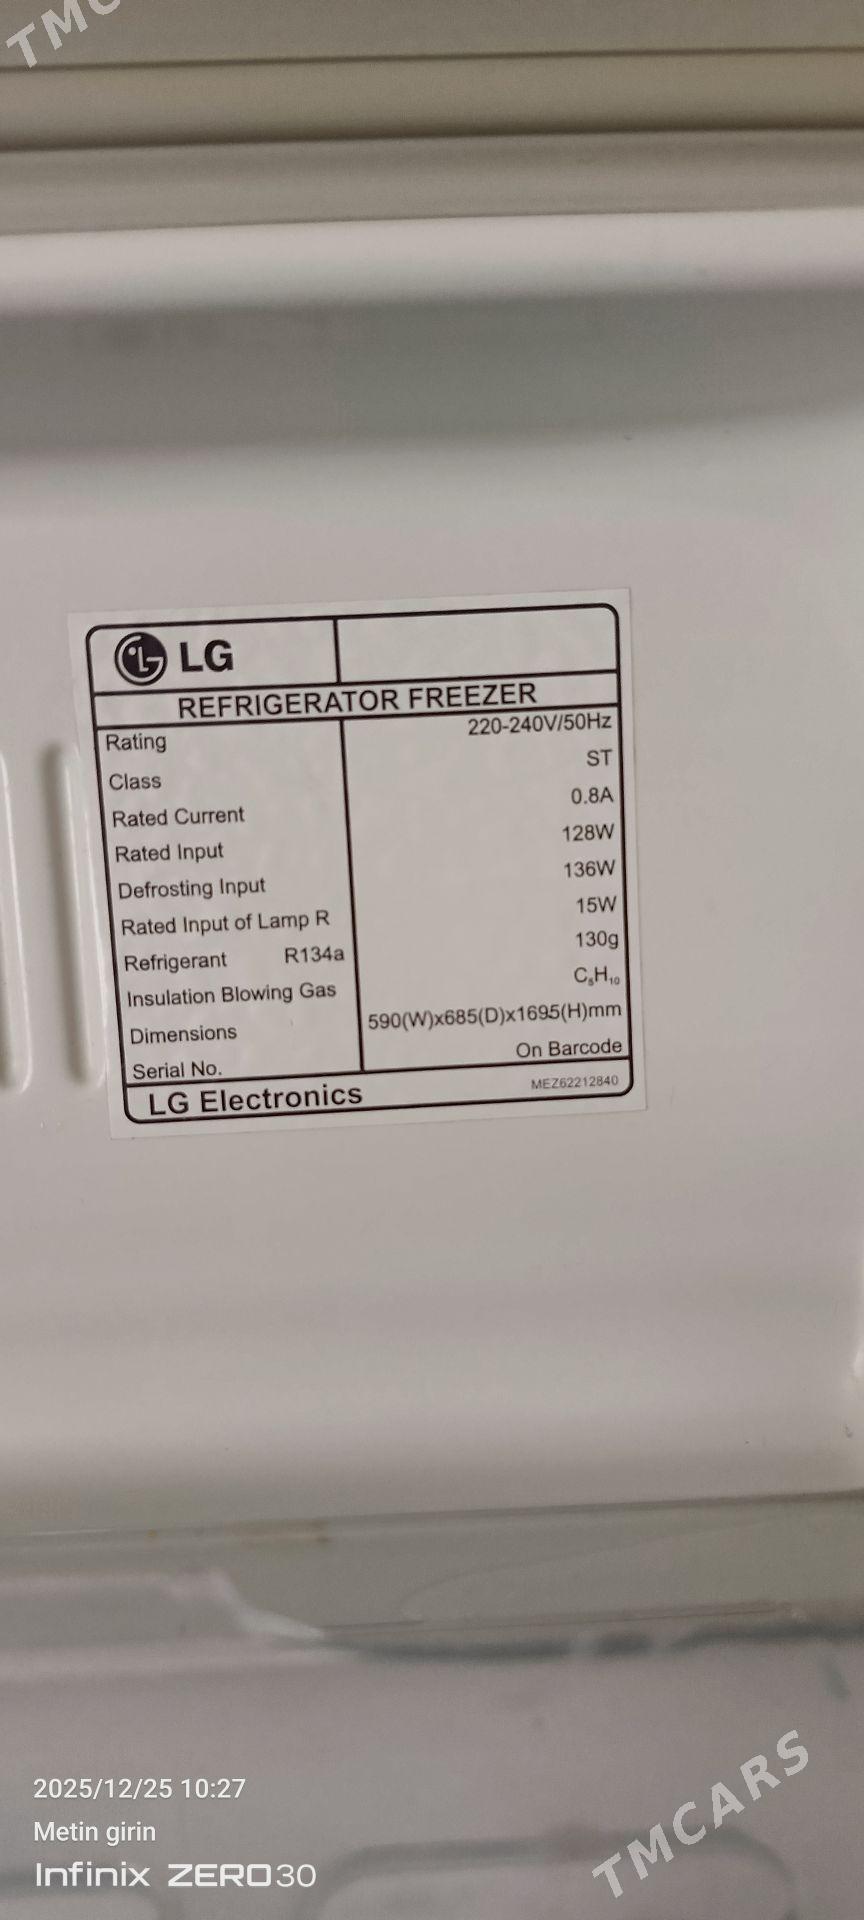 TMC
LG
REFRIGERATOR FREEZER
Rating 220-240V/50Hz
Class ST
Rated Current 0.8A
Rated Input 128W
Defrosting Input 136W
Rated Input of Lamp R 15W
Refrigerant R134a 130g
Insulation Blowing Gas C₅H₁₀
Dimensions 590(W)x685(D)x1695(H)mm
Serial No. On Barcode
LG Electronics MEZ62212840
2025/12/25 10:27
Metin girin
Infinix ZERO30
TMCARS